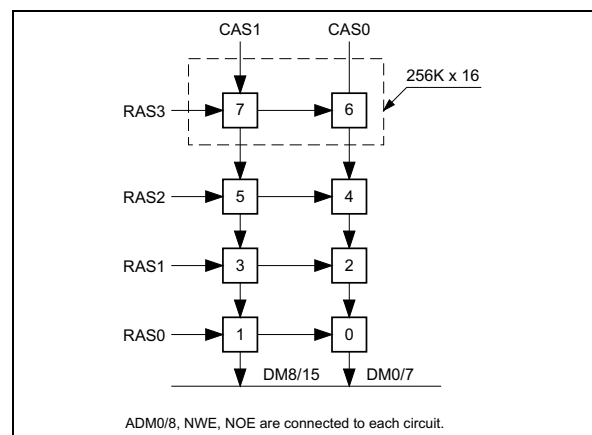 CAS1 CAS0
256K x 16
RAS3 7 6
RAS2 5 4
RAS1 3 2
RAS0 1 0
DM8/15 DM0/7
ADM0/8, NWE, NOE are connected to each circuit.